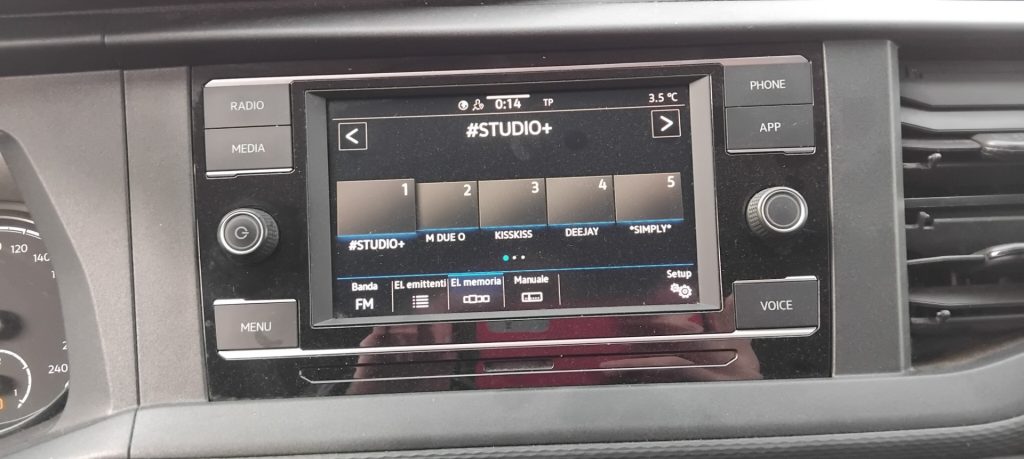 RADIO
MEDIA
MENU
0:14 TP 3.5 °C
< #STUDIO+ >
1 2 3 4 5
#STUDIO+ M DUE O KISSKISS DEEJAY *SIMPLY*
Banda El. emittenti El. memoria Manuale Setup
FM
PHONE
APP
VOICE
120
140
240